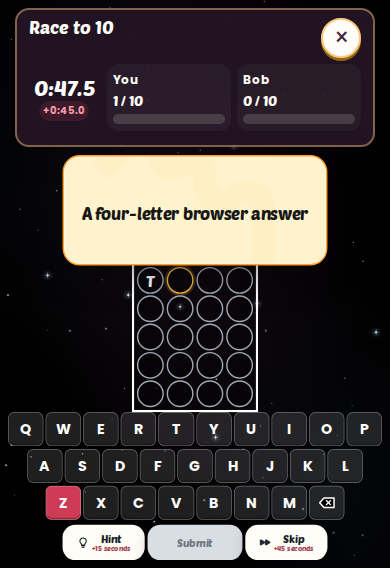 Race to 10
×
0:47.5
+0:45.0
You
1 / 10
Bob
0 / 10
A four-letter browser answer
T
Q W E R T Y U I O P
A S D F G H J K L
Z X C V B N M
Hint
+15 seconds
Submit
Skip
+45 seconds